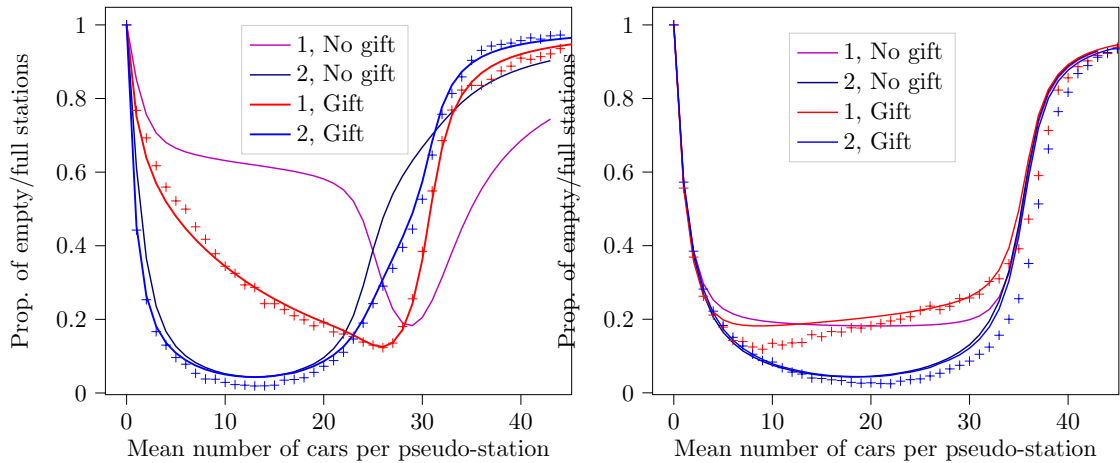 Prop. of empty/full stations
1
0.8
0.6
0.4
0.2
0
1, No gift
2, No gift
1, Gift
2, Gift
0
10
20
30
40
Mean number of cars per pseudo-station
Prop. of empty/full stations
1
0.8
0.6
0.4
0.2
0
1, No gift
2, No gift
1, Gift
2, Gift
0
10
20
30
40
Mean number of cars per pseudo-station